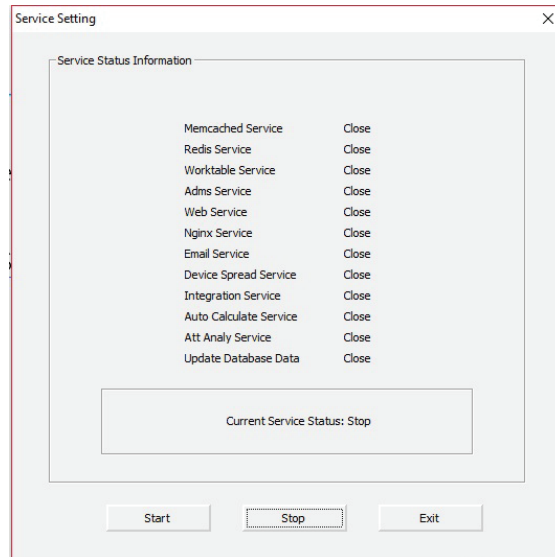 Service Setting
Service Status Information
Memcached Service Close
Redis Service Close
Worktable Service Close
Adms Service Close
Web Service Close
Nginx Service Close
Email Service Close
Device Spread Service Close
Integration Service Close
Auto Calculate Service Close
Att Analy Service Close
Update Database Data Close
Current Service Status: Stop
Start Stop Exit